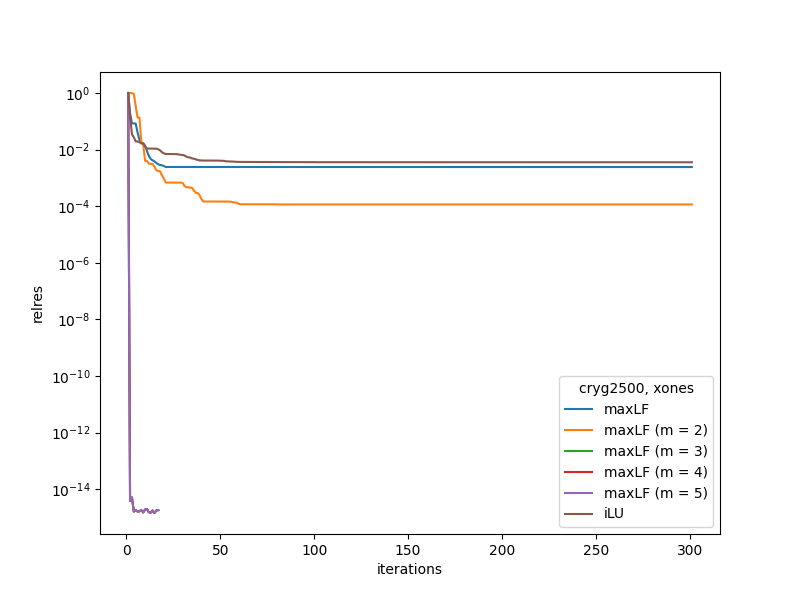 10^0
10^−2
10^−4
10^−6
10^−8
10^−10
10^−12
10^−14
relres
0 50 100 150 200 250 300
iterations
cryg2500, xones
maxLF
maxLF (m = 2)
maxLF (m = 3)
maxLF (m = 4)
maxLF (m = 5)
iLU